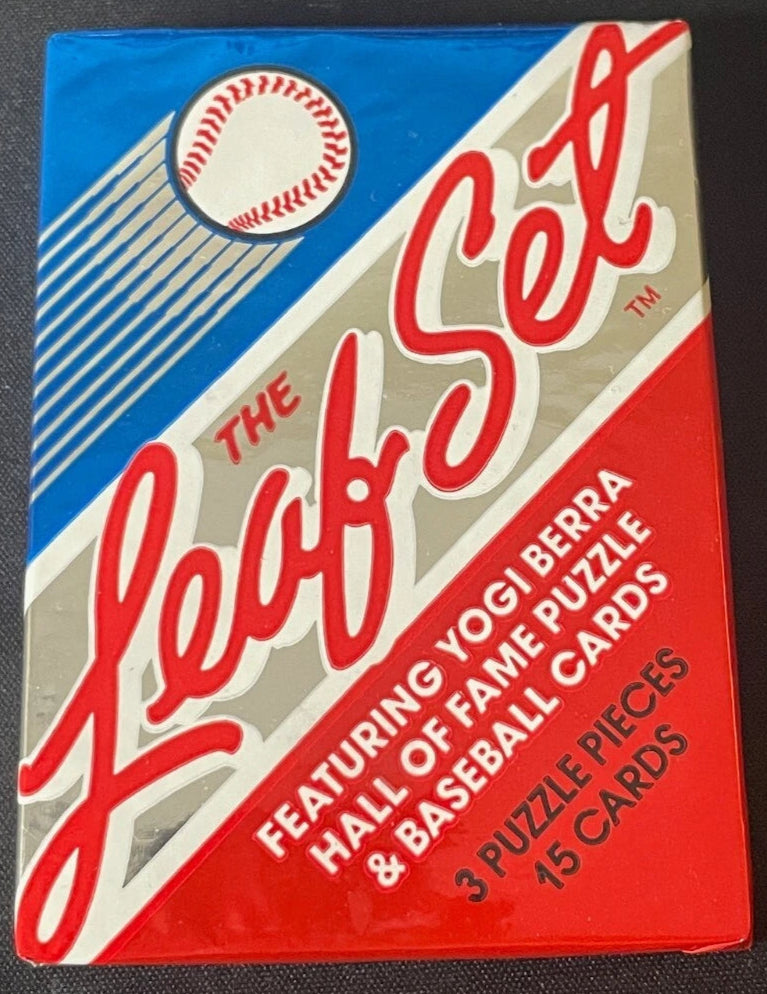 THE
Leaf Set
TM
FEATURING YOGI BERRA
HALL OF FAME PUZZLE
& BASEBALL CARDS
3 PUZZLE PIECES
15 CARDS